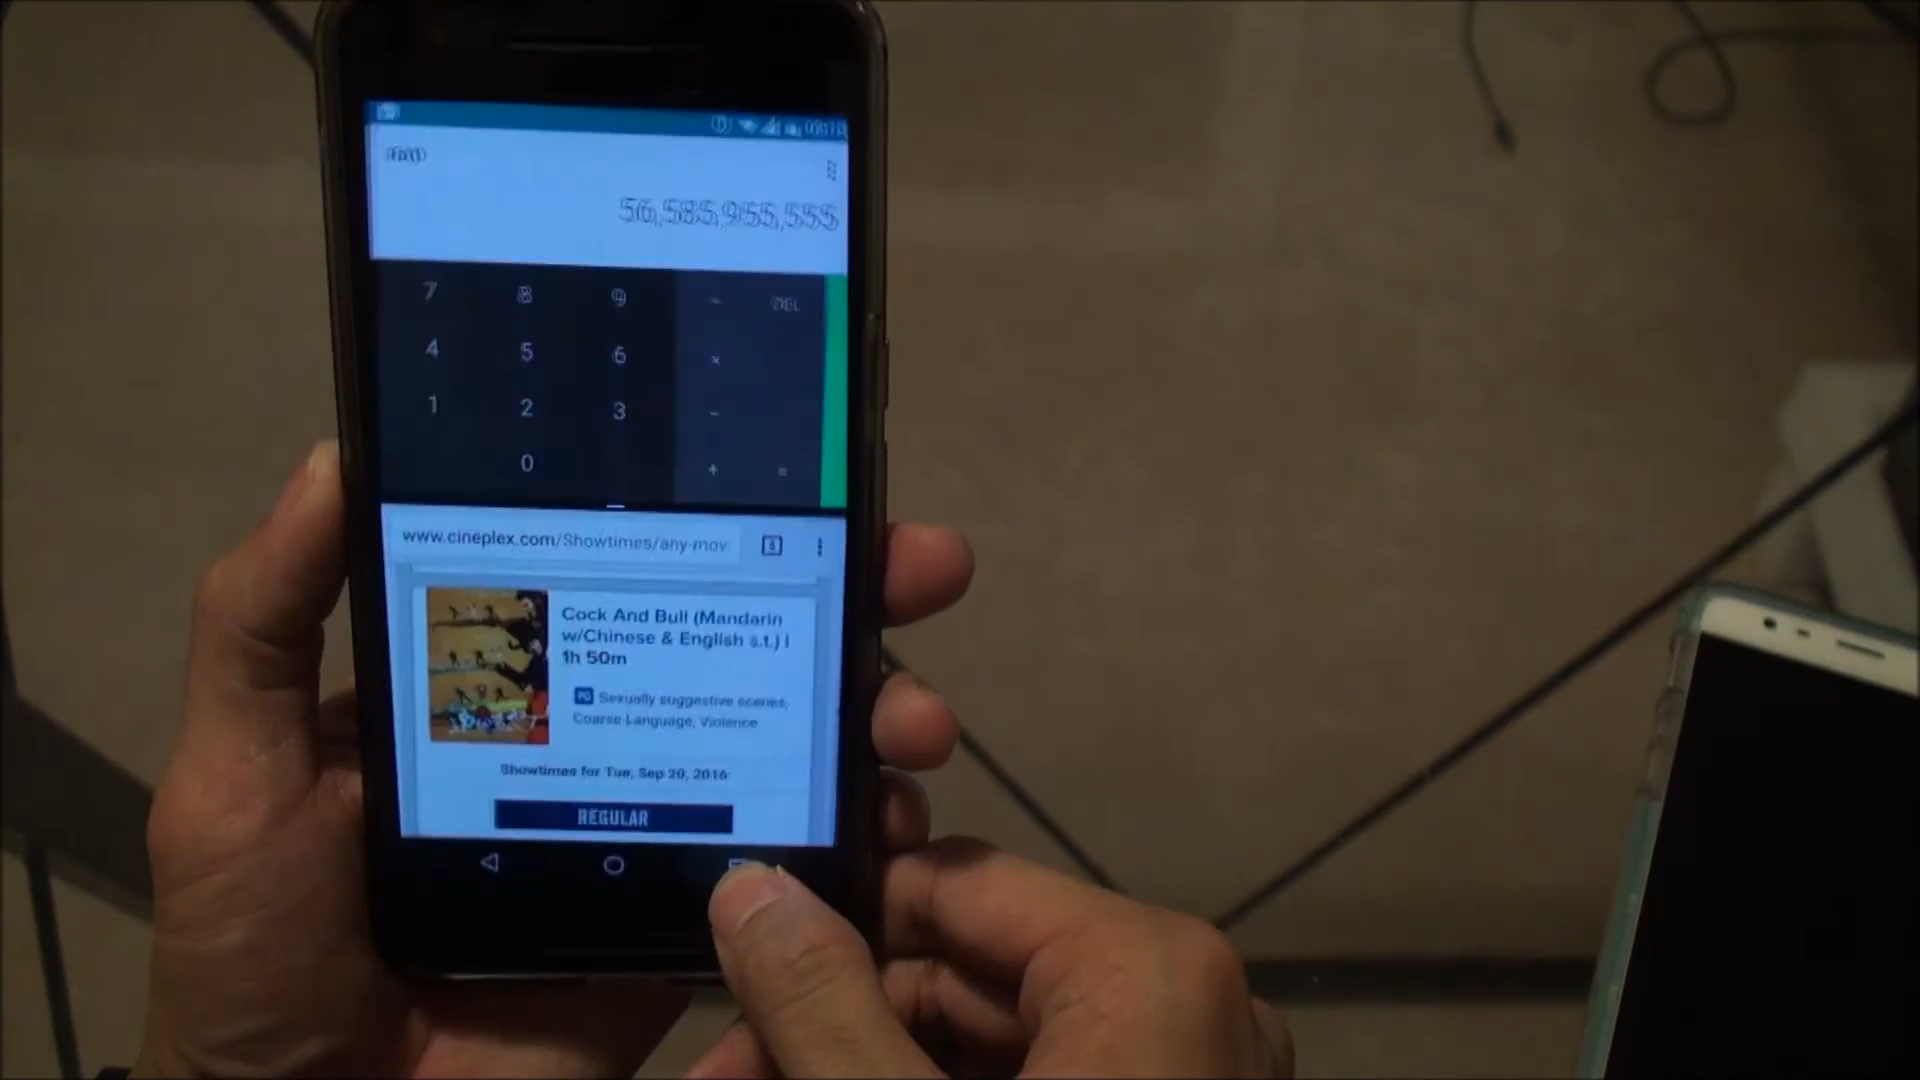 56,585,955,555
7 8 9 DEL
4 5 6 ×
1 2 3 -
0 + =
www.cineplex.com/Showtimes/any-mov
Cock And Bull (Mandarin
w/Chinese & English s.t.) |
1h 50m
PG Sexually suggestive scenes,
Coarse Language, Violence
Showtimes for Tue, Sep 20, 2016
REGULAR